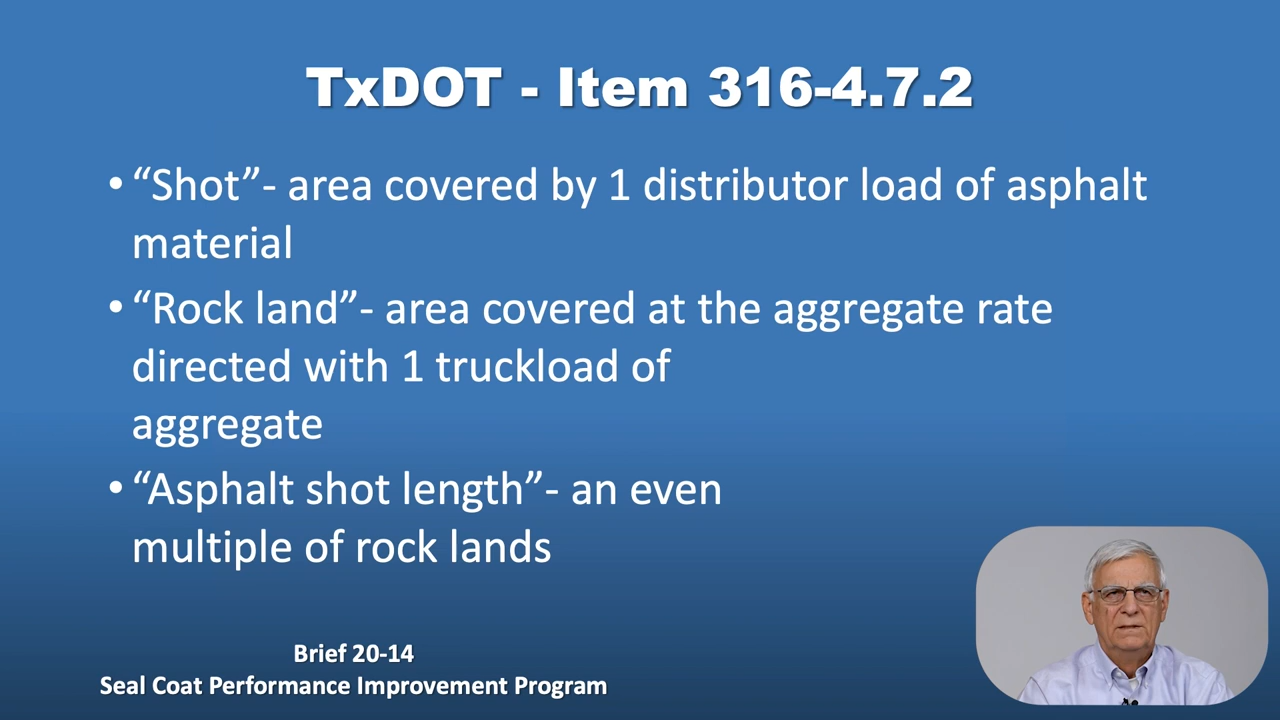 TxDOT - Item 316-4.7.2
•“Shot”- area covered by 1 distributor load of asphalt
material
•“Rock land”- area covered at the aggregate rate
directed with 1 truckload of
aggregate
•“Asphalt shot length”- an even
multiple of rock lands
Brief 20-14
Seal Coat Performance Improvement Program